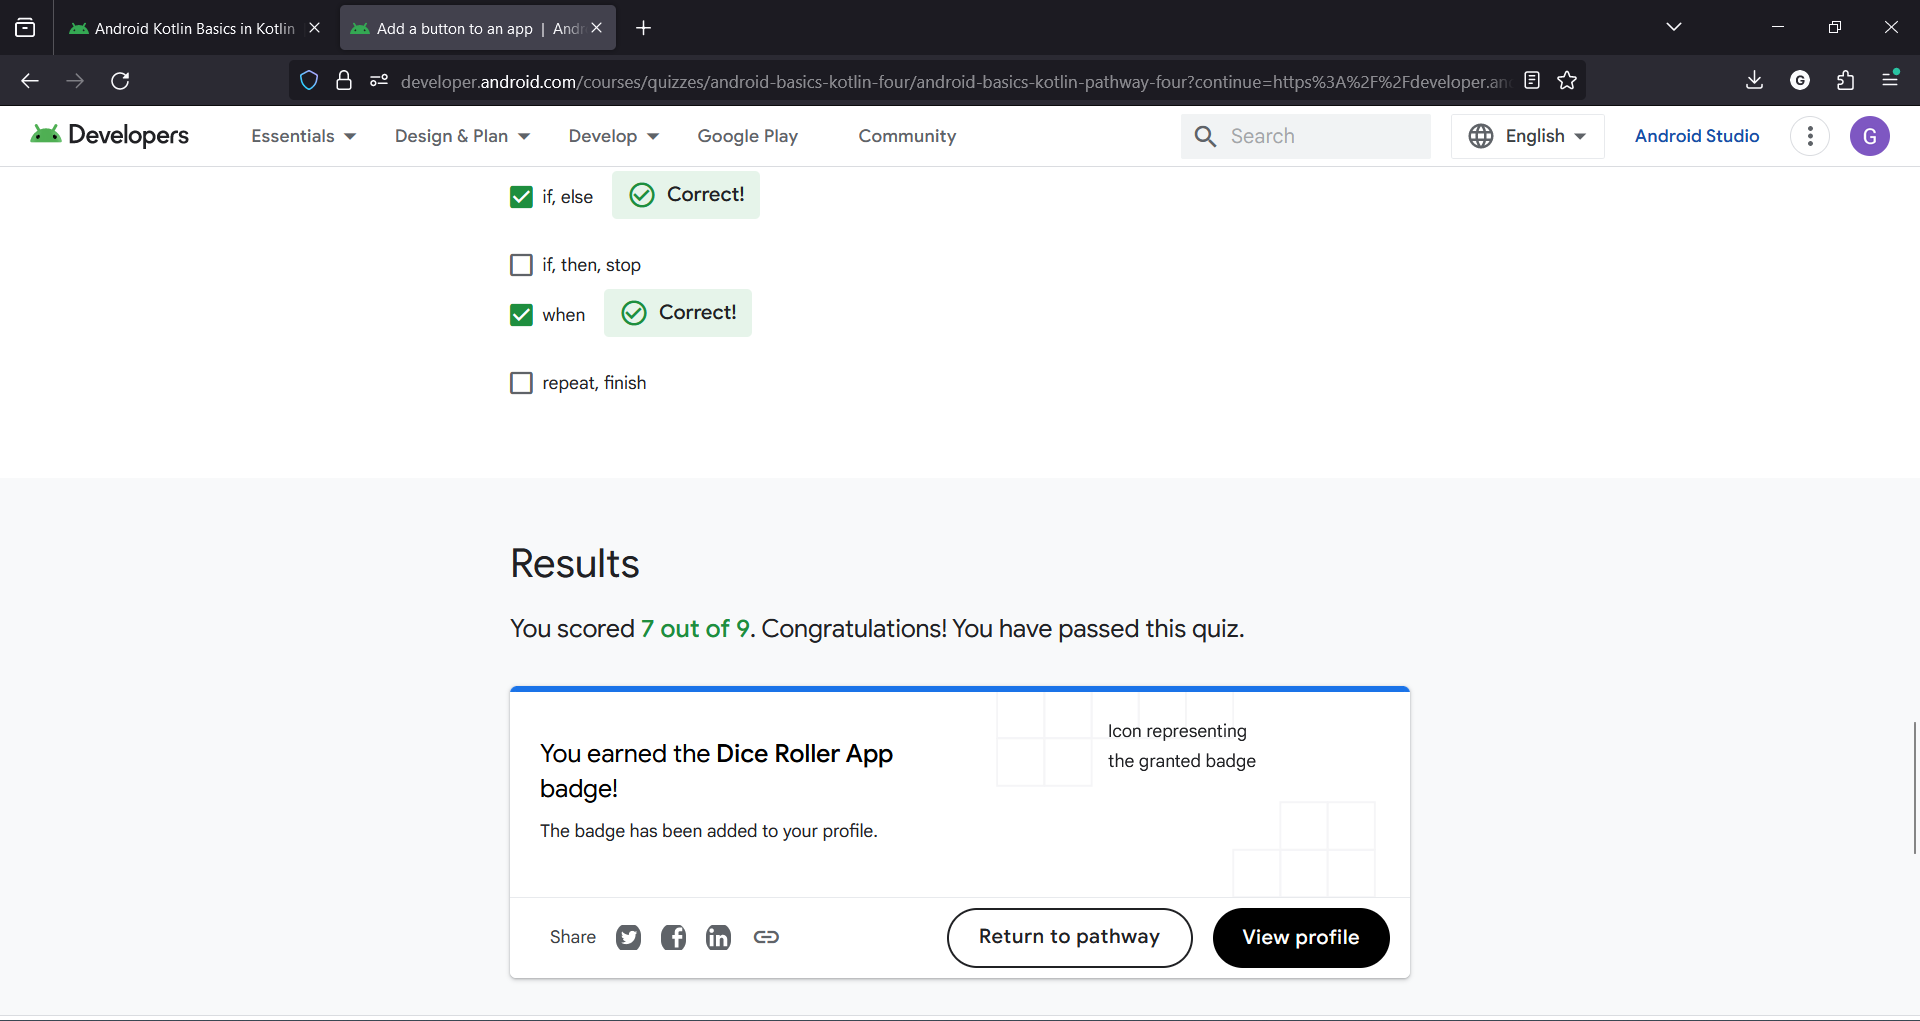 Android Kotlin Basics in Kotlin
Add a button to an app | Andr
developer.android.com/courses/quizzes/android-basics-kotlin-four/android-basics-kotlin-pathway-four?continue=https%3A%2F%2Fdeveloper.an
G
Developers
Essentials
Design & Plan
Develop
Google Play
Community
Search
English
Android Studio
G
if, else
Correct!
if, then, stop
when
Correct!
repeat, finish
Results
You scored 7 out of 9. Congratulations! You have passed this quiz.
You earned the Dice Roller App
badge!
The badge has been added to your profile.
Icon representing
the granted badge
Share
Return to pathway
View profile